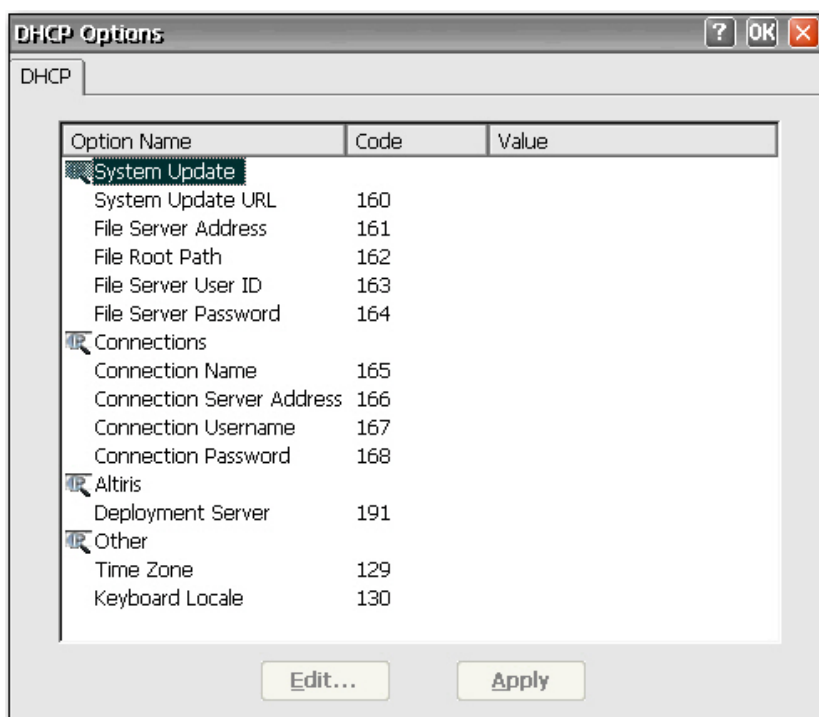 DHCP Options ? OK
DHCP
Option Name Code Value
System Update
System Update URL 160
File Server Address 161
File Root Path 162
File Server User ID 163
File Server Password 164
Connections
Connection Name 165
Connection Server Address 166
Connection Username 167
Connection Password 168
Altiris
Deployment Server 191
Other
Time Zone 129
Keyboard Locale 130
Edit... Apply